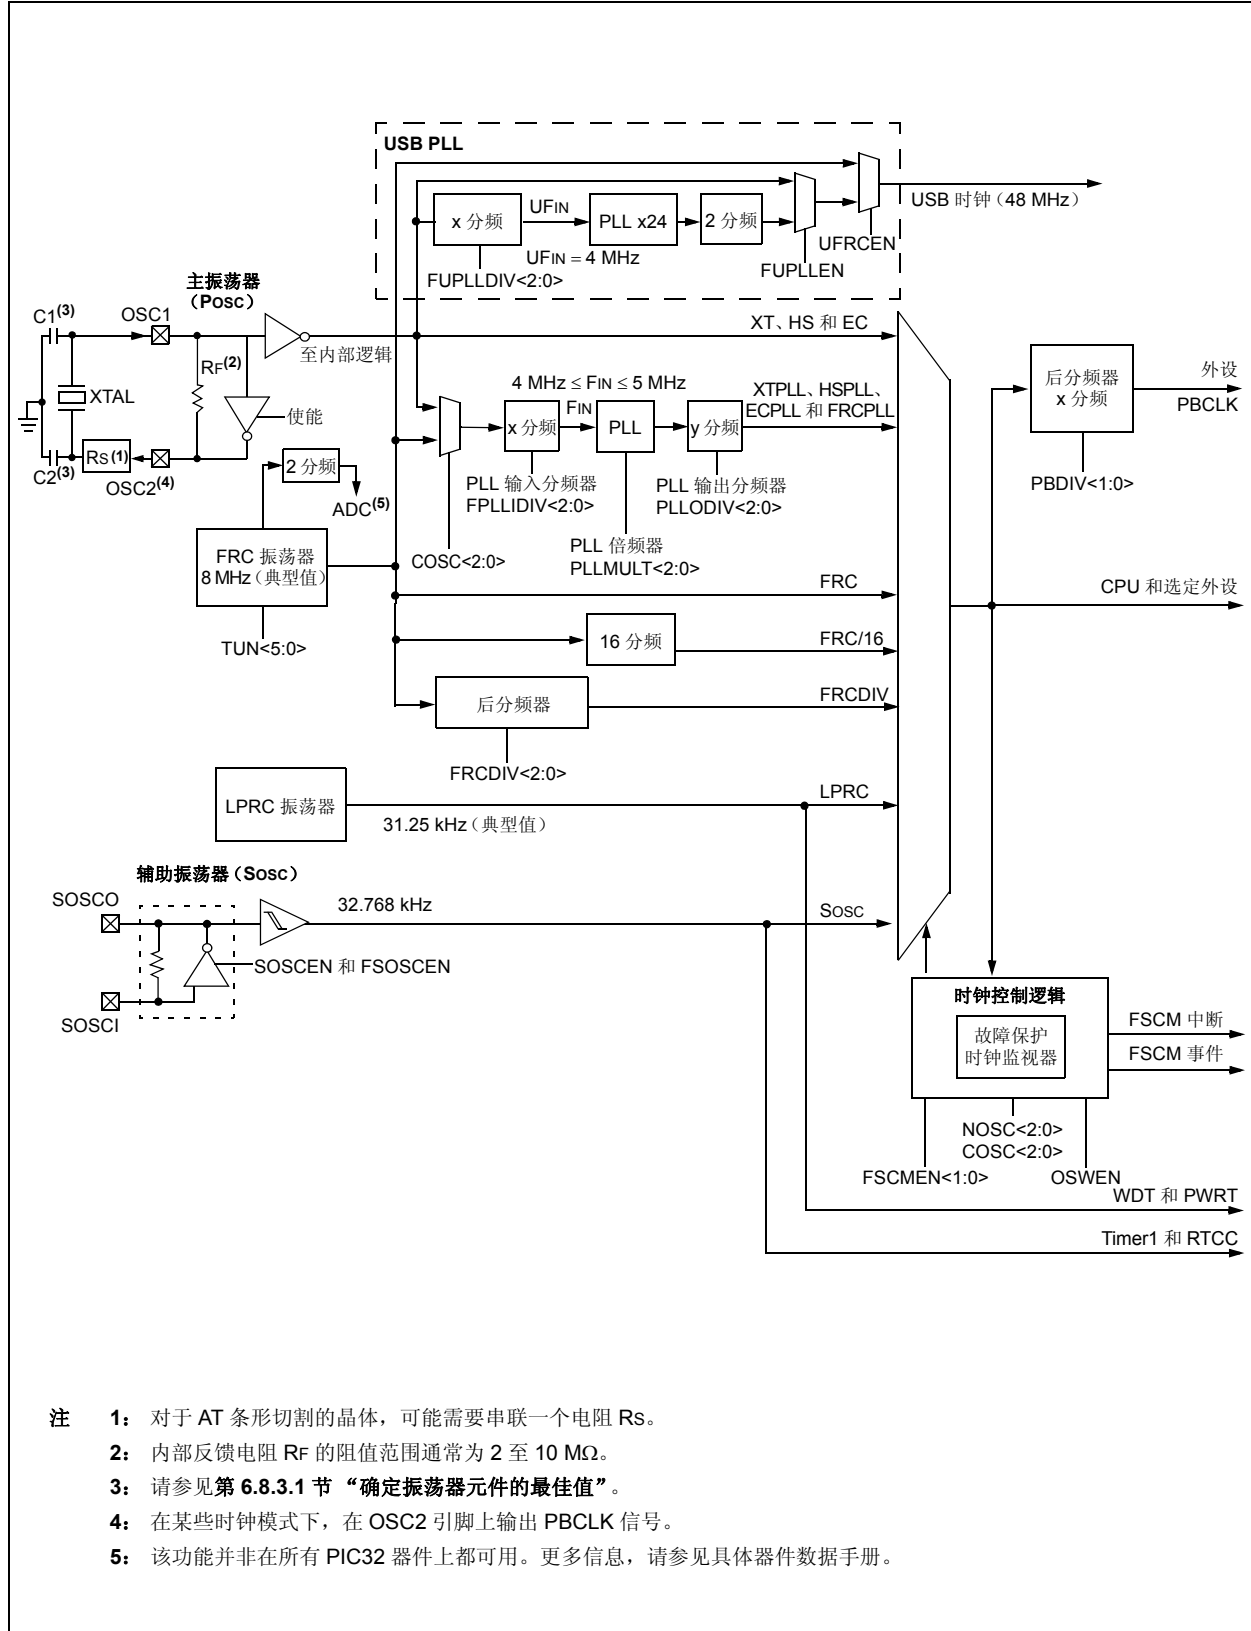 USB PLL
x 分频
UFIN
PLL x24
2 分频
UFIN = 4 MHz
FUPLLDIV<2:0>
FUPLLEN
UFRCEN
USB 时钟（48 MHz）
主振荡器
（POSC）
C1(3)
OSC1
XTAL
RF(2)
至内部逻辑
使能
C2(3)
RS(1)
OSC2(4)
2 分频
ADC(5)
FRC 振荡器
8 MHz（典型值）
TUN<5:0>
XT、HS 和 EC
4 MHz ≤ FIN ≤ 5 MHz
FIN
x 分频
PLL
y 分频
XTPLL、HSPLL、
ECPLL 和 FRCPLL
PLL 输入分频器
FPLLIDIV<2:0>
PLL 输出分频器
PLLODIV<2:0>
COSC<2:0>
PLL 倍频器
PLLMULT<2:0>
FRC
16 分频
FRC/16
后分频器
FRCDIV
FRCDIV<2:0>
LPRC 振荡器
31.25 kHz（典型值）
LPRC
辅助振荡器（SOSC）
SOSCO
32.768 kHz
SOSC
SOSCEN 和 FSOSCEN
SOSCI
后分频器
x 分频
外设
PBCLK
PBDIV<1:0>
CPU 和选定外设
时钟控制逻辑
故障保护
时钟监视器
FSCM 中断
FSCM 事件
NOSC<2:0>
COSC<2:0>
FSCMEN<1:0>
OSWEN
WDT 和 PWRT
Timer1 和 RTCC
注 1： 对于 AT 条形切割的晶体，可能需要串联一个电阻 RS。
2： 内部反馈电阻 RF 的阻值范围通常为 2 至 10 MΩ。
3： 请参见第 6.8.3.1 节 “确定振荡器元件的最佳值”。
4： 在某些时钟模式下，在 OSC2 引脚上输出 PBCLK 信号。
5： 该功能并非在所有 PIC32 器件上都可用。更多信息，请参见具体器件数据手册。